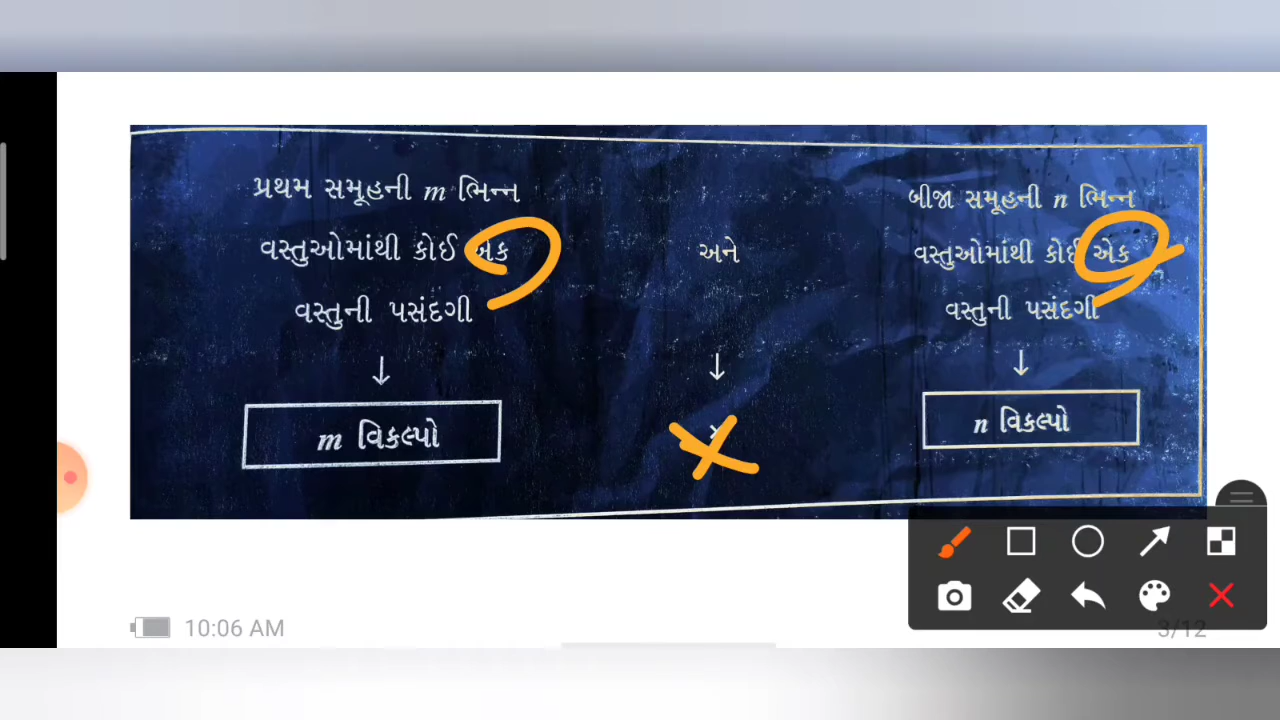 પ્રથમ સમૂહની m ભિન્ન
વસ્તુઓમાંથી કોઈ એક
વસ્તુની પસંદગી
↓
m વિકલ્પો
અને
↓
×
બીજા સમૂહની n ભિન્ન
વસ્તુઓમાંથી કોઈ એક
વસ્તુની પસંદગી
↓
n વિકલ્પો
10:06 AM
3/12